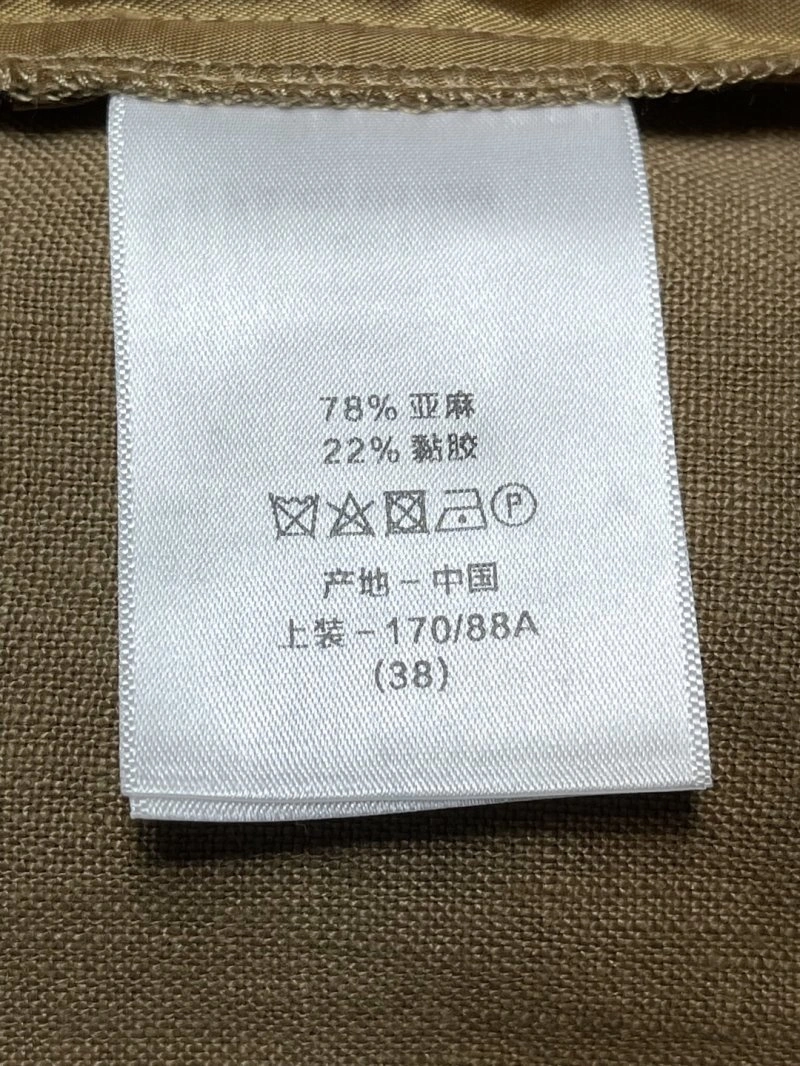 78% 亚麻
22% 黏胶
P
产地 – 中国
上装 – 170/88A
(38)